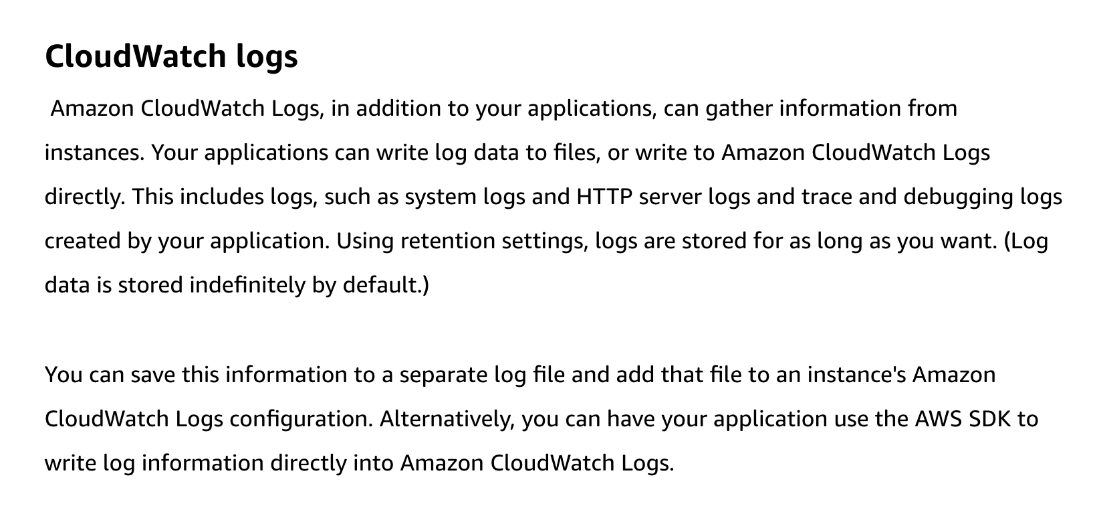 CloudWatch logs
Amazon CloudWatch Logs, in addition to your applications, can gather information from
instances. Your applications can write log data to files, or write to Amazon CloudWatch Logs
directly. This includes logs, such as system logs and HTTP server logs and trace and debugging logs
created by your application. Using retention settings, logs are stored for as long as you want. (Log
data is stored indefinitely by default.)
You can save this information to a separate log file and add that file to an instance's Amazon
CloudWatch Logs configuration. Alternatively, you can have your application use the AWS SDK to
write log information directly into Amazon CloudWatch Logs.